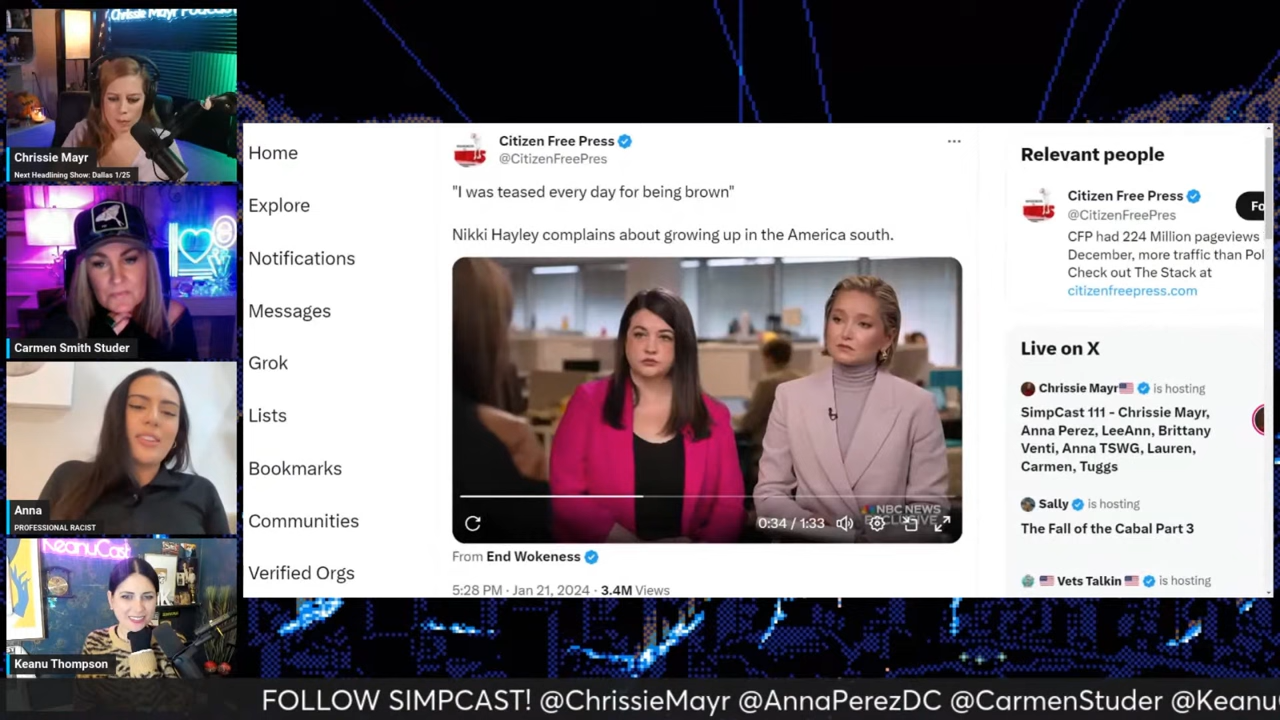 Chrissie Mayr Podcast
Chrissie Mayr
Next Headlining Show: Dallas 1/25
Carmen Smith Studer
Anna
PROFESSIONAL RACIST
KeanuCast
Keanu Thompson
Home
Explore
Notifications
Messages
Grok
Lists
Bookmarks
Communities
Verified Orgs
Citizen Free Press
@CitizenFreePres
"I was teased every day for being brown"
Nikki Hayley complains about growing up in the America south.
NBC NEWS
EXCLUSIVE
0:34 / 1:33
From End Wokeness
5:28 PM · Jan 21, 2024 · 3.4M Views
Relevant people
Citizen Free Press
@CitizenFreePres
Fo
CFP had 224 Million pageviews
December, more traffic than Pol
Check out The Stack at
citizenfreepress.com
Live on X
Chrissie Mayr🇺🇸 is hosting
SimpCast 111 - Chrissie Mayr,
Anna Perez, LeeAnn, Brittany
Venti, Anna TSWG, Lauren,
Carmen, Tuggs
Sally is hosting
The Fall of the Cabal Part 3
🇺🇸 Vets Talkin 🇺🇸 is hosting
FOLLOW SIMPCAST! @ChrissieMayr @AnnaPerezDC @CarmenStuder @Keanu